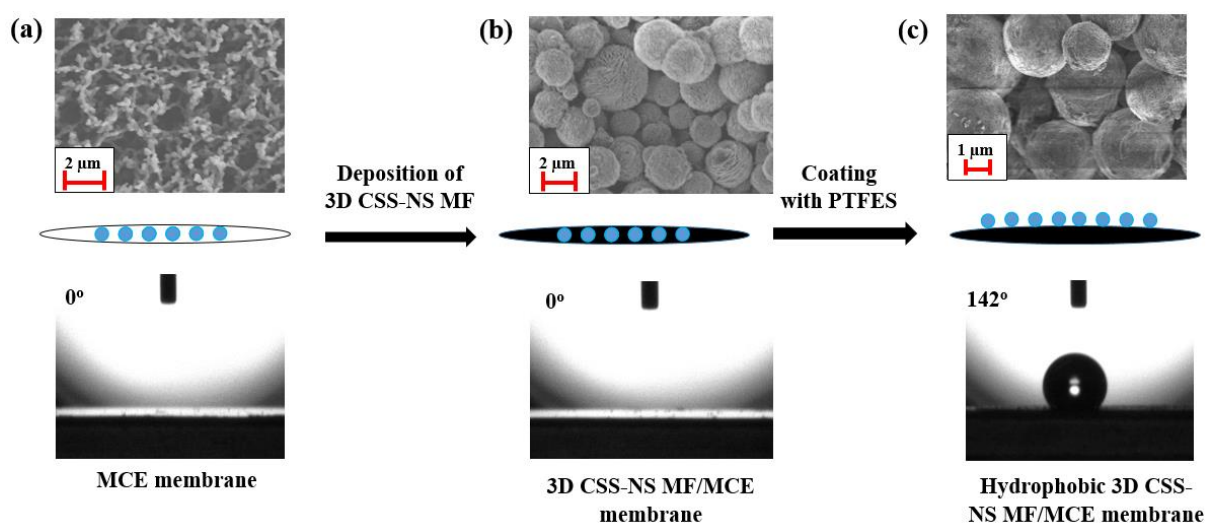 (a)
2 µm
0º
MCE membrane
Deposition of
3D CSS-NS MF
(b)
2 µm
0º
3D CSS-NS MF/MCE
membrane
Coating
with PTFES
(c)
1 µm
142º
Hydrophobic 3D CSS-
NS MF/MCE membrane